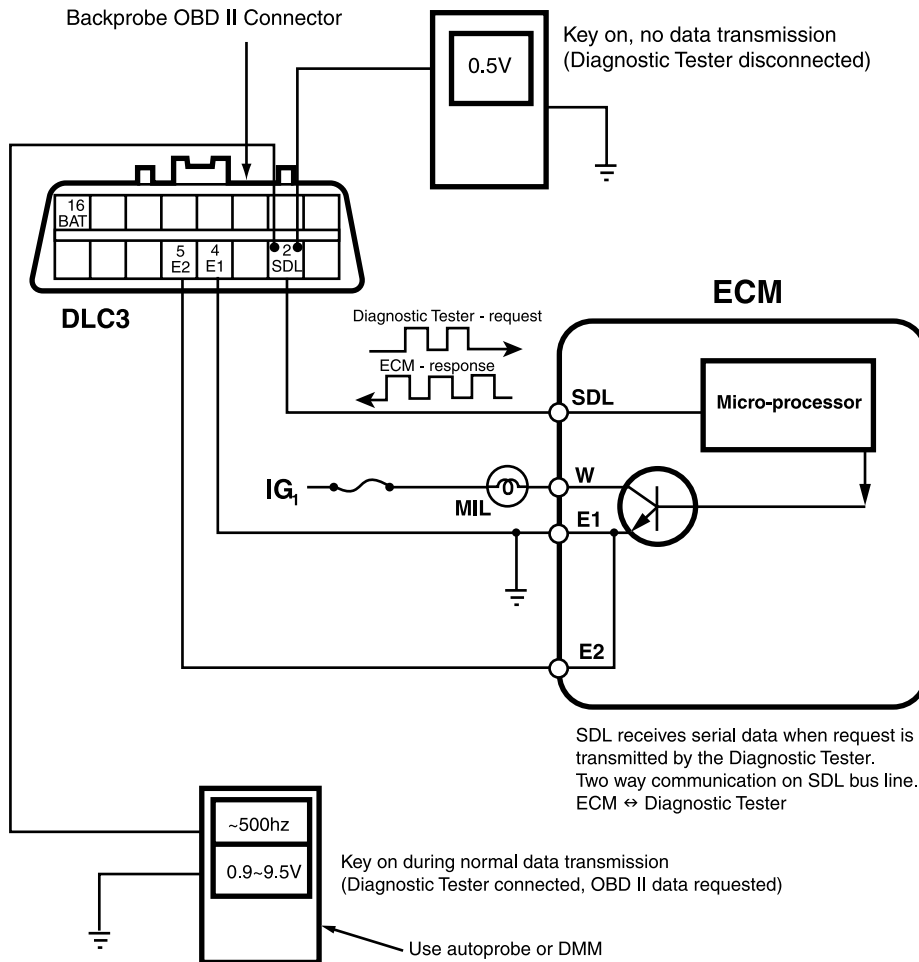 Backprobe OBD II Connector
0.5V
Key on, no data transmission
(Diagnostic Tester disconnected)
16
BAT
5
E2
4
E1
2
SDL
DLC3
ECM
Diagnostic Tester - request
ECM - response
SDL
Micro-processor
IG1
MIL
W
E1
E2
SDL receives serial data when request is
transmitted by the Diagnostic Tester.
Two way communication on SDL bus line.
ECM ↔ Diagnostic Tester
~500hz
0.9~9.5V
Key on during normal data transmission
(Diagnostic Tester connected, OBD II data requested)
Use autoprobe or DMM